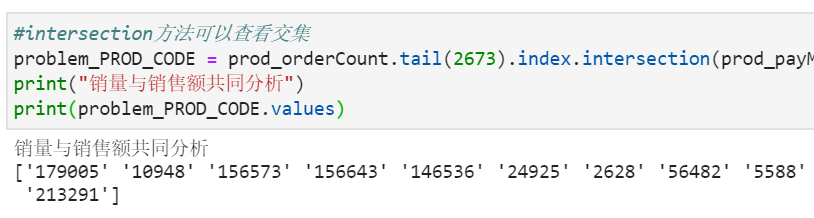 #intersection方法可以查看交集
problem_PROD_CODE = prod_orderCount.tail(2673).index.intersection(prod_payM
print("销量与销售额共同分析")
print(problem_PROD_CODE.values)
销量与销售额共同分析
['179005' '10948' '156573' '156643' '146536' '24925' '2628' '56482' '5588'
'213291']